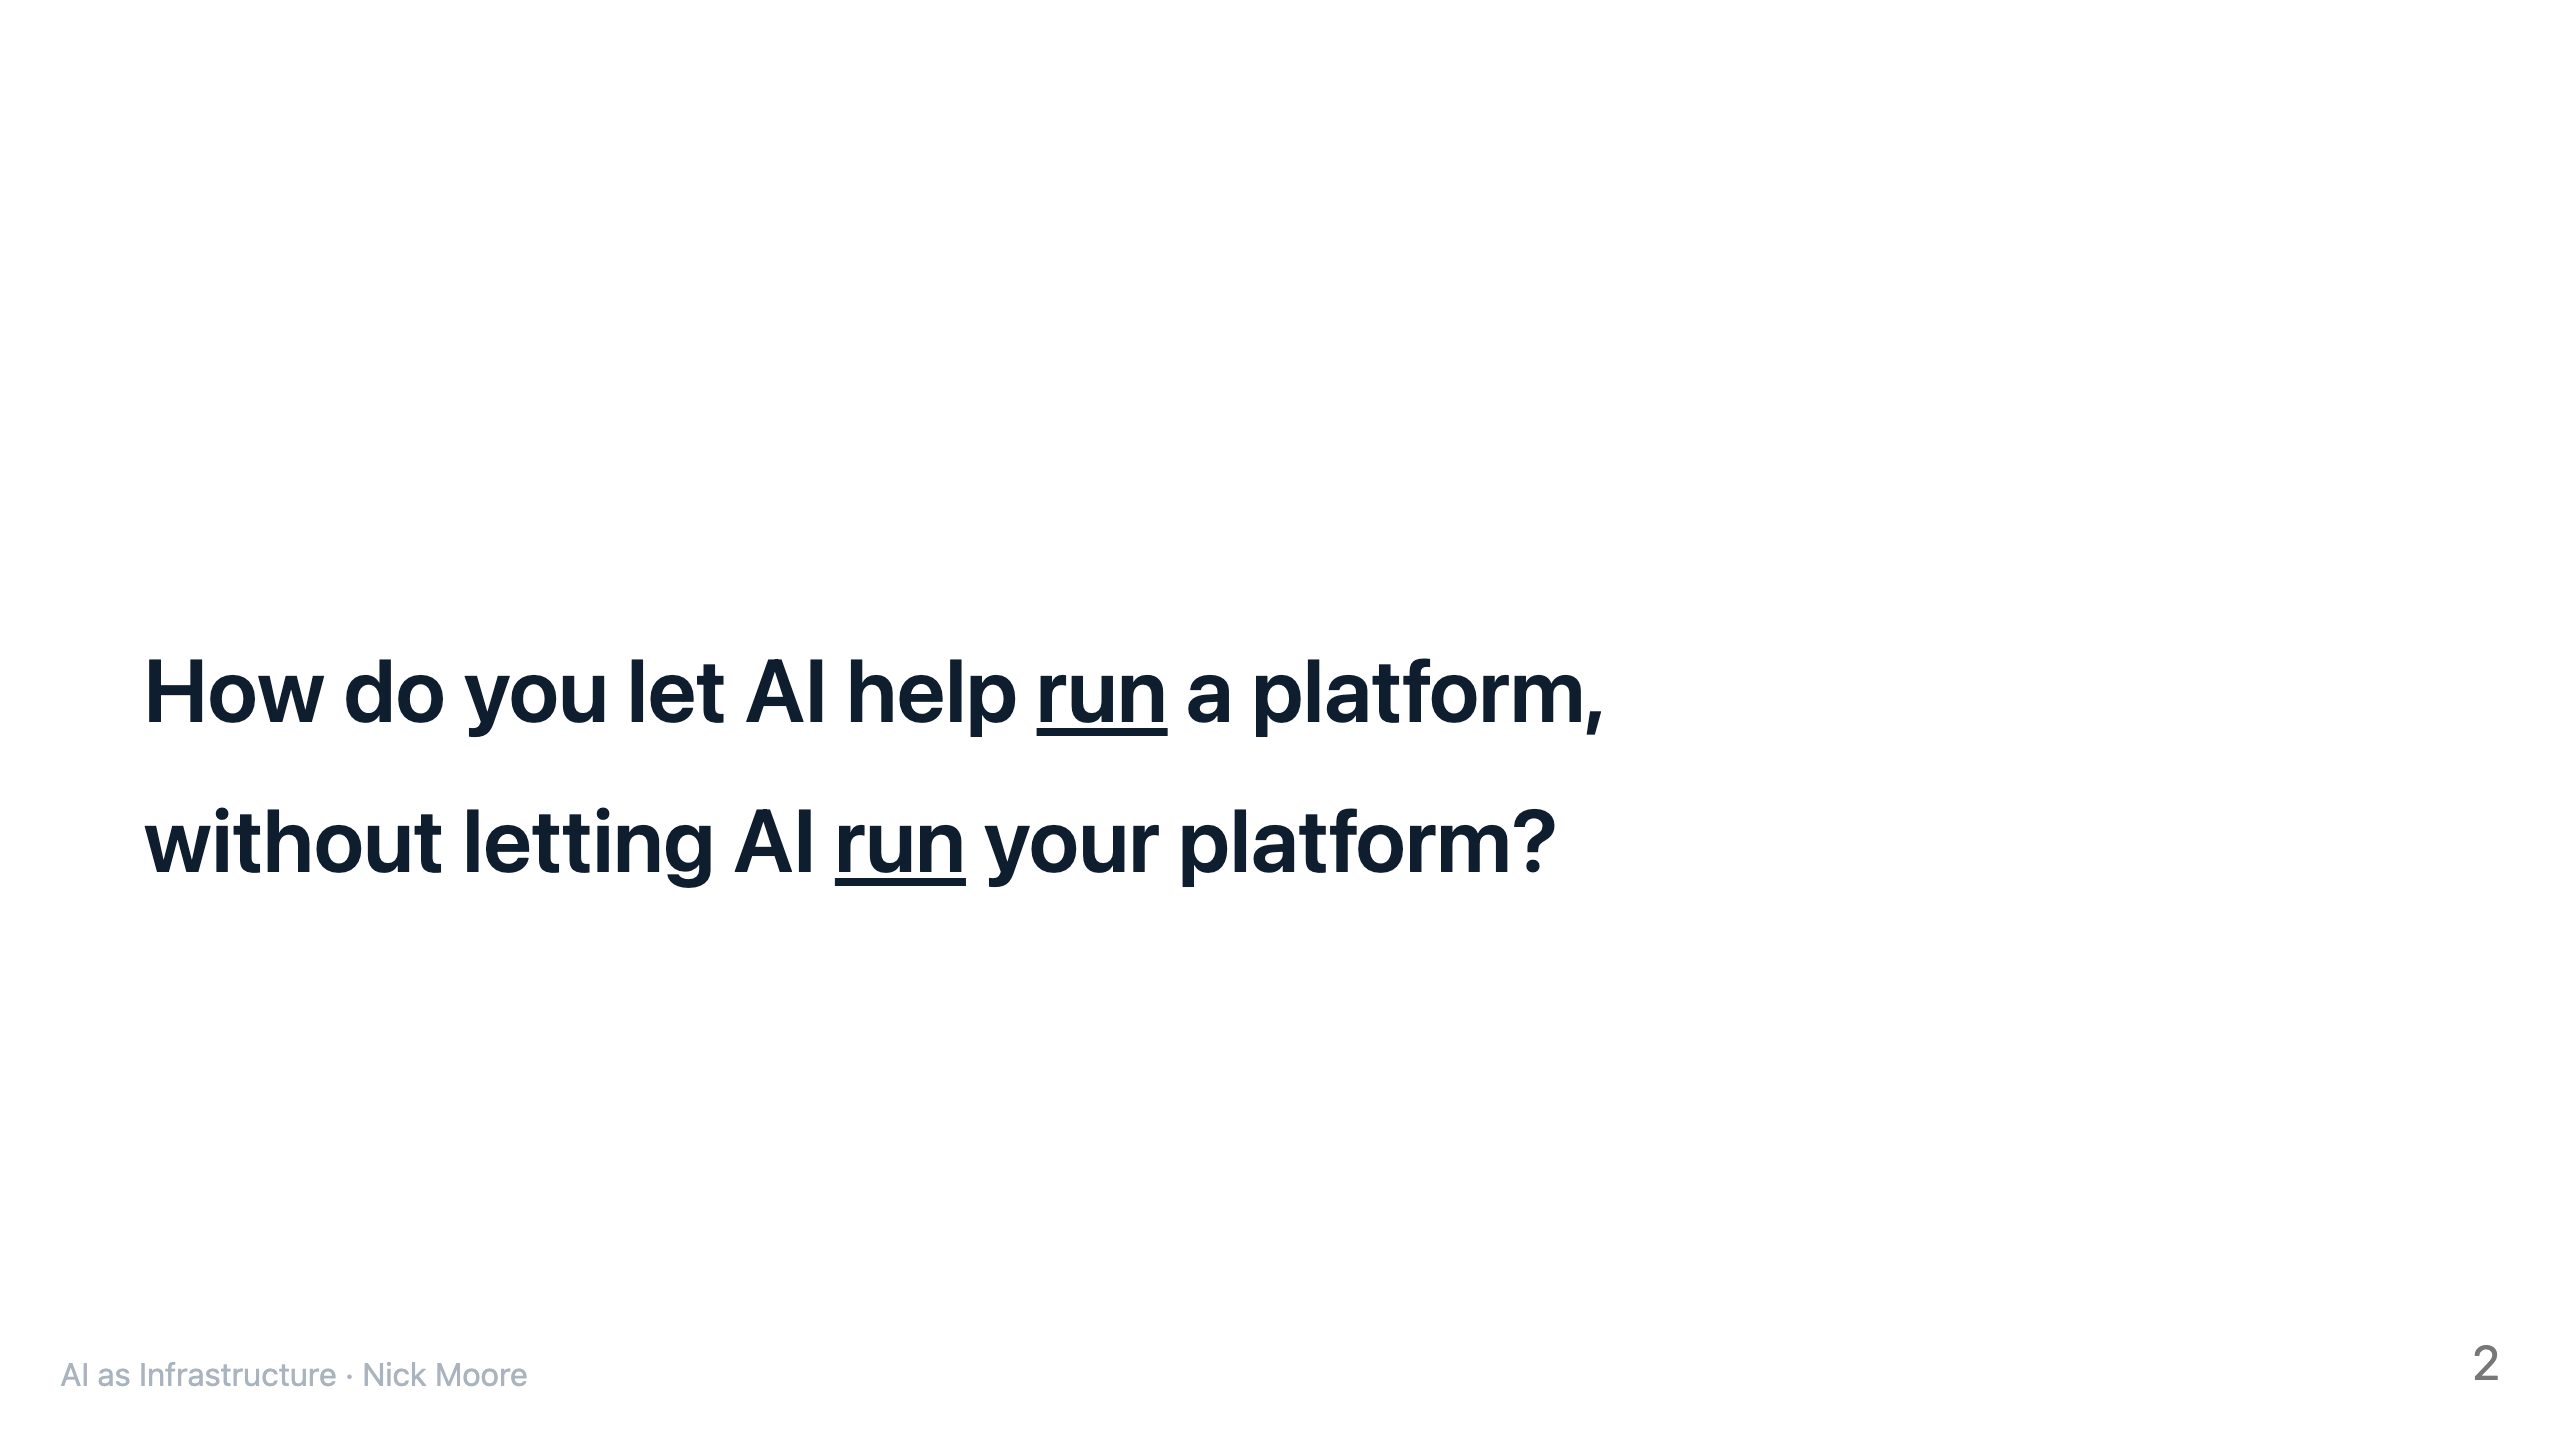 How do you let AI help run a platform,
without letting AI run your platform?
AI as Infrastructure · Nick Moore
2